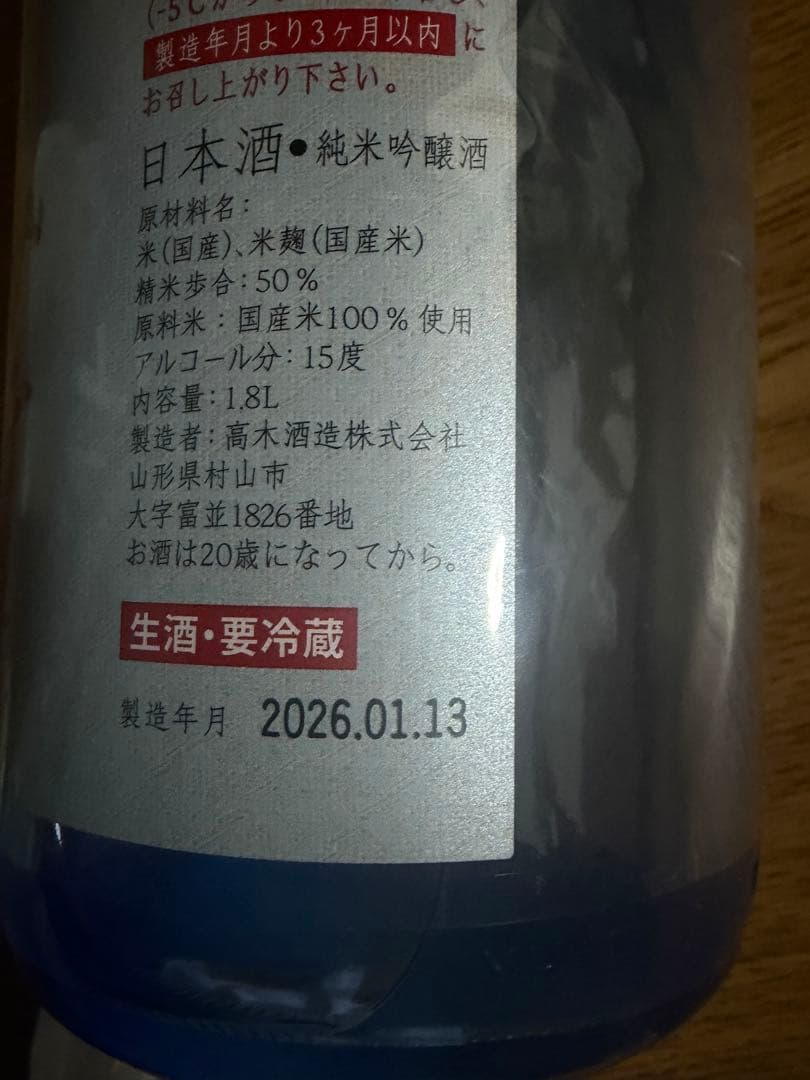 (-5℃
製造年月より3ヶ月以内に
お召し上がり下さい。
日本酒●純米吟醸酒
原材料名:
米(国産)、米麹(国産米)
精米歩合:50%
原料米:国産米100%使用
アルコール分:15度
内容量:1.8L
製造者:高木酒造株式会社
山形県村山市
大字富並1826番地
お酒は20歳になってから。
生酒・要冷蔵
製造年月 2026.01.13